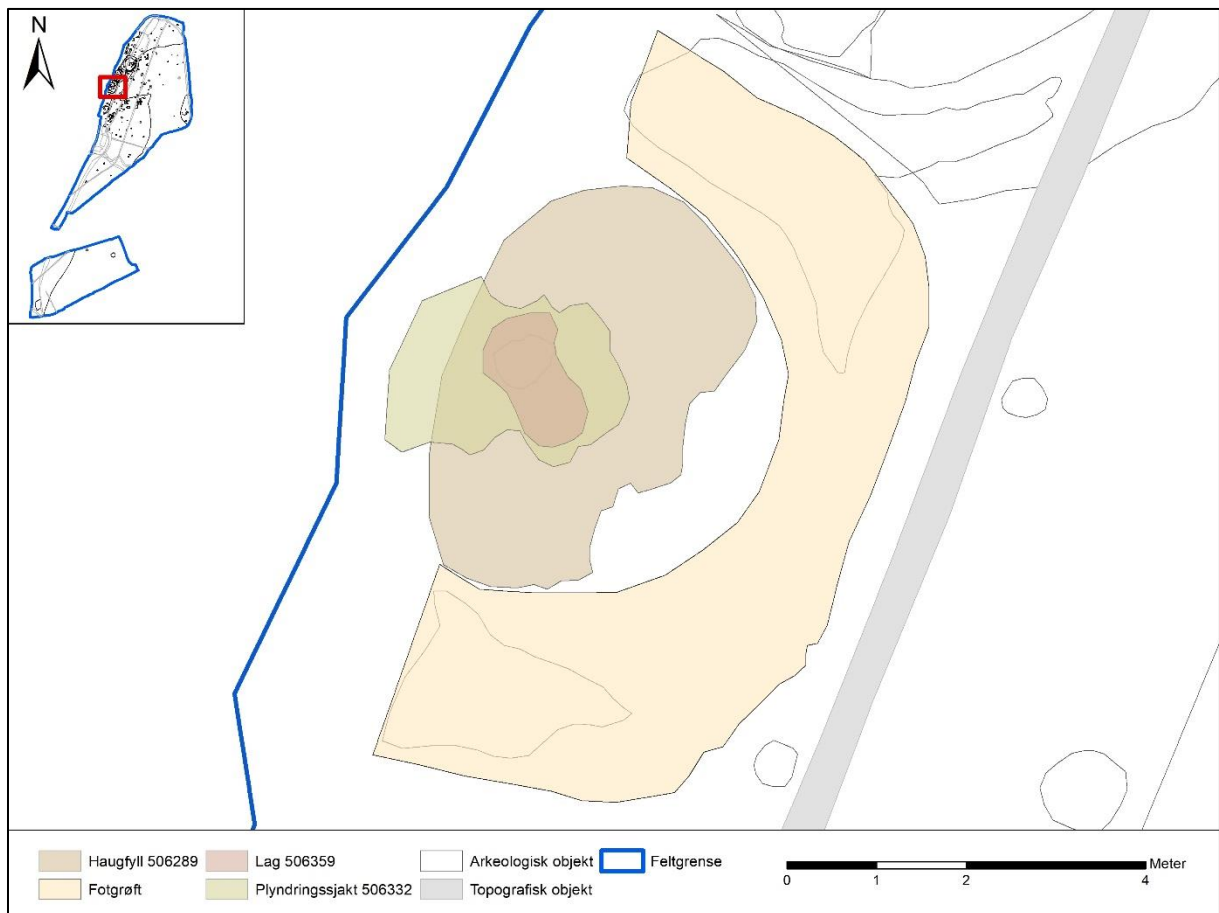 N
Haugfyll 506289
Lag 506359
Arkeologisk objekt
Feltgrense
Fotgrøft
Plyndringssjakt 506332
Topografisk objekt
Meter
0 1 2 4